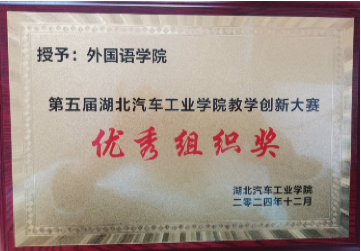 授予：外国语学院
第五届湖北汽车工业学院教学创新大赛
优秀组织奖
湖北汽车工业学院
二零二四年十二月